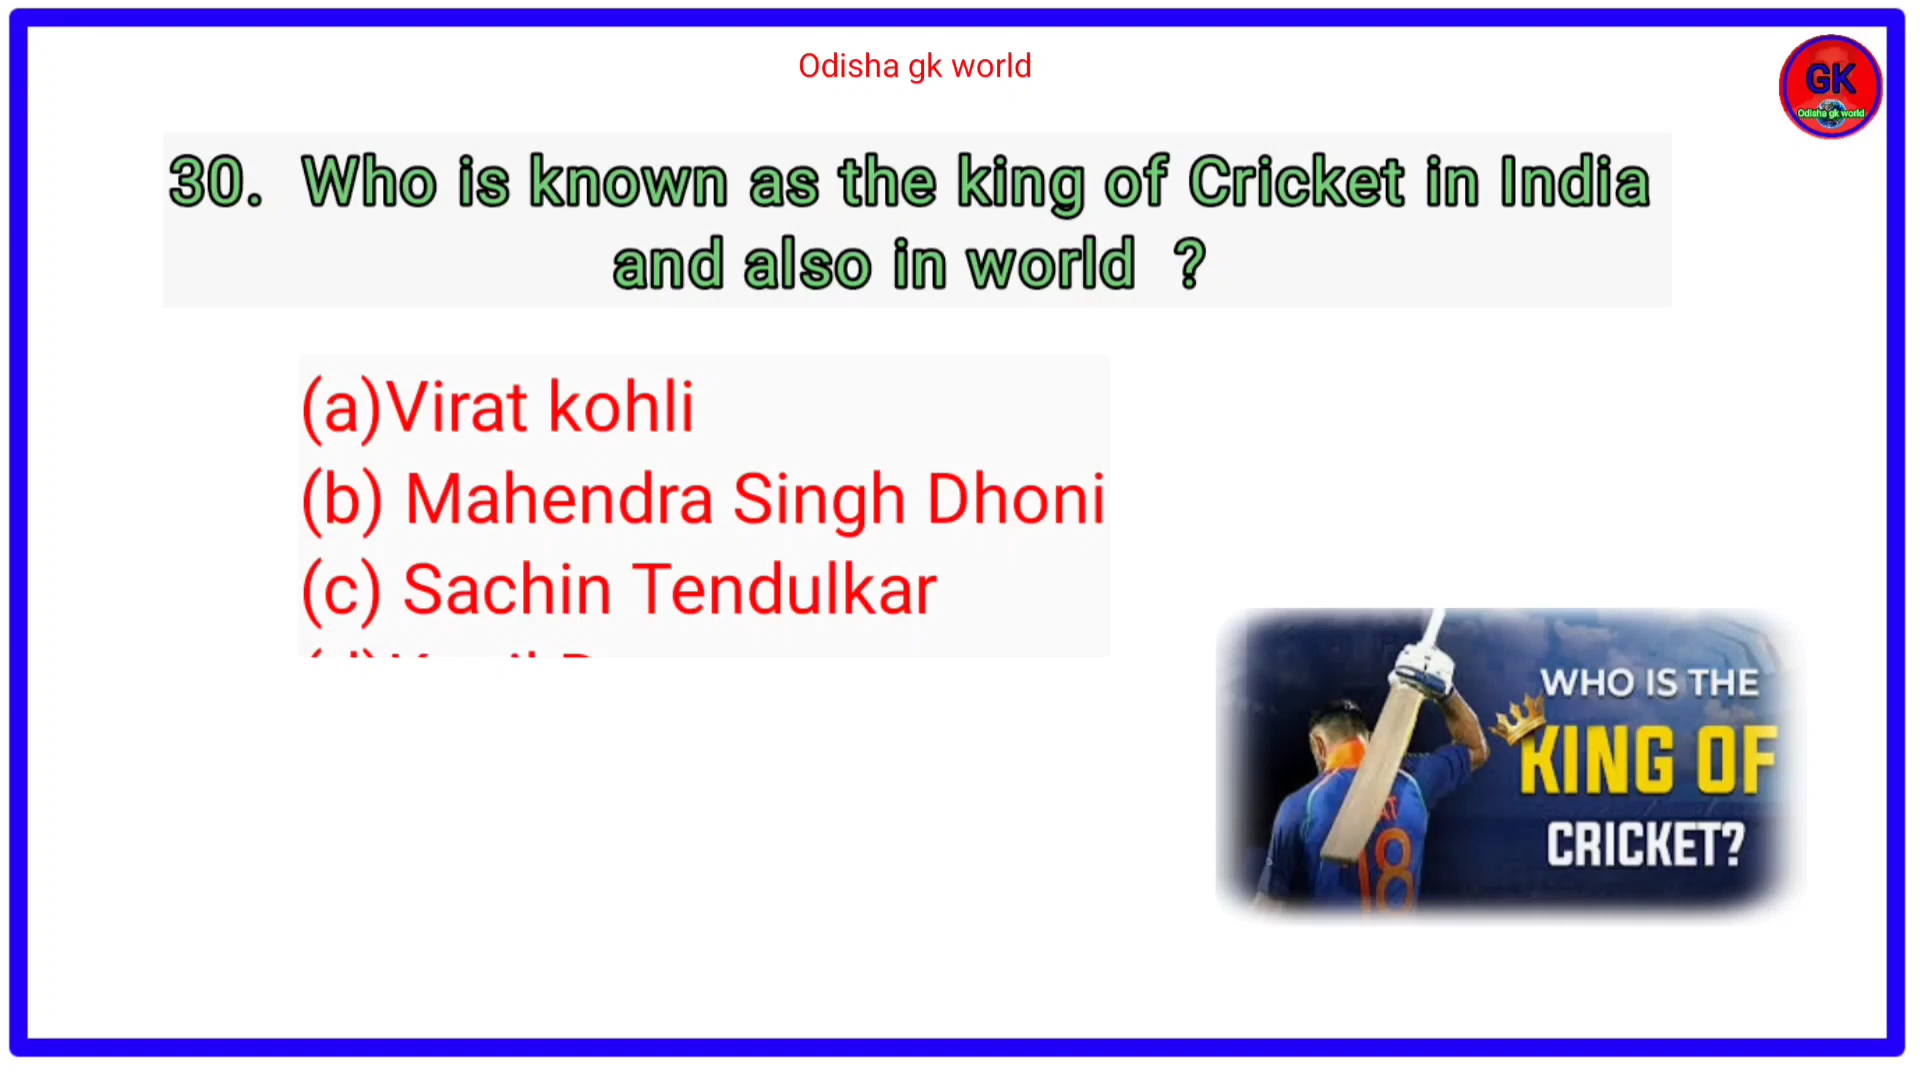 Odisha gk world
GK
Odisha gk world
30. Who is known as the king of Cricket in India
and also in world ?
(a)Virat kohli
(b) Mahendra Singh Dhoni
(c) Sachin Tendulkar
WHO IS THE
KING OF
CRICKET?
18